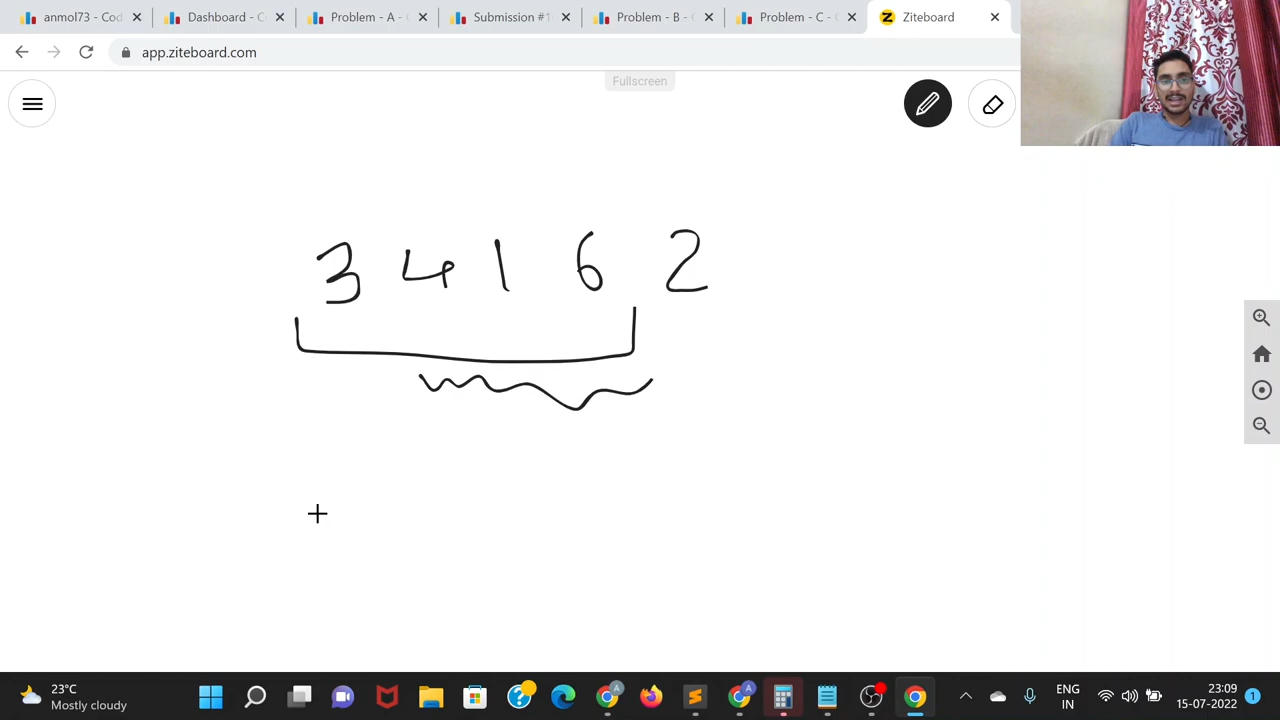 anmol73 - Cod
Dashboard - C
Problem - A - C
Submission #1
Problem - B - C
Problem - C - C
Ziteboard
app.ziteboard.com
Fullscreen
3 4 1 6 2
23°C
Mostly cloudy
ENG
IN
23:09
15-07-2022
1